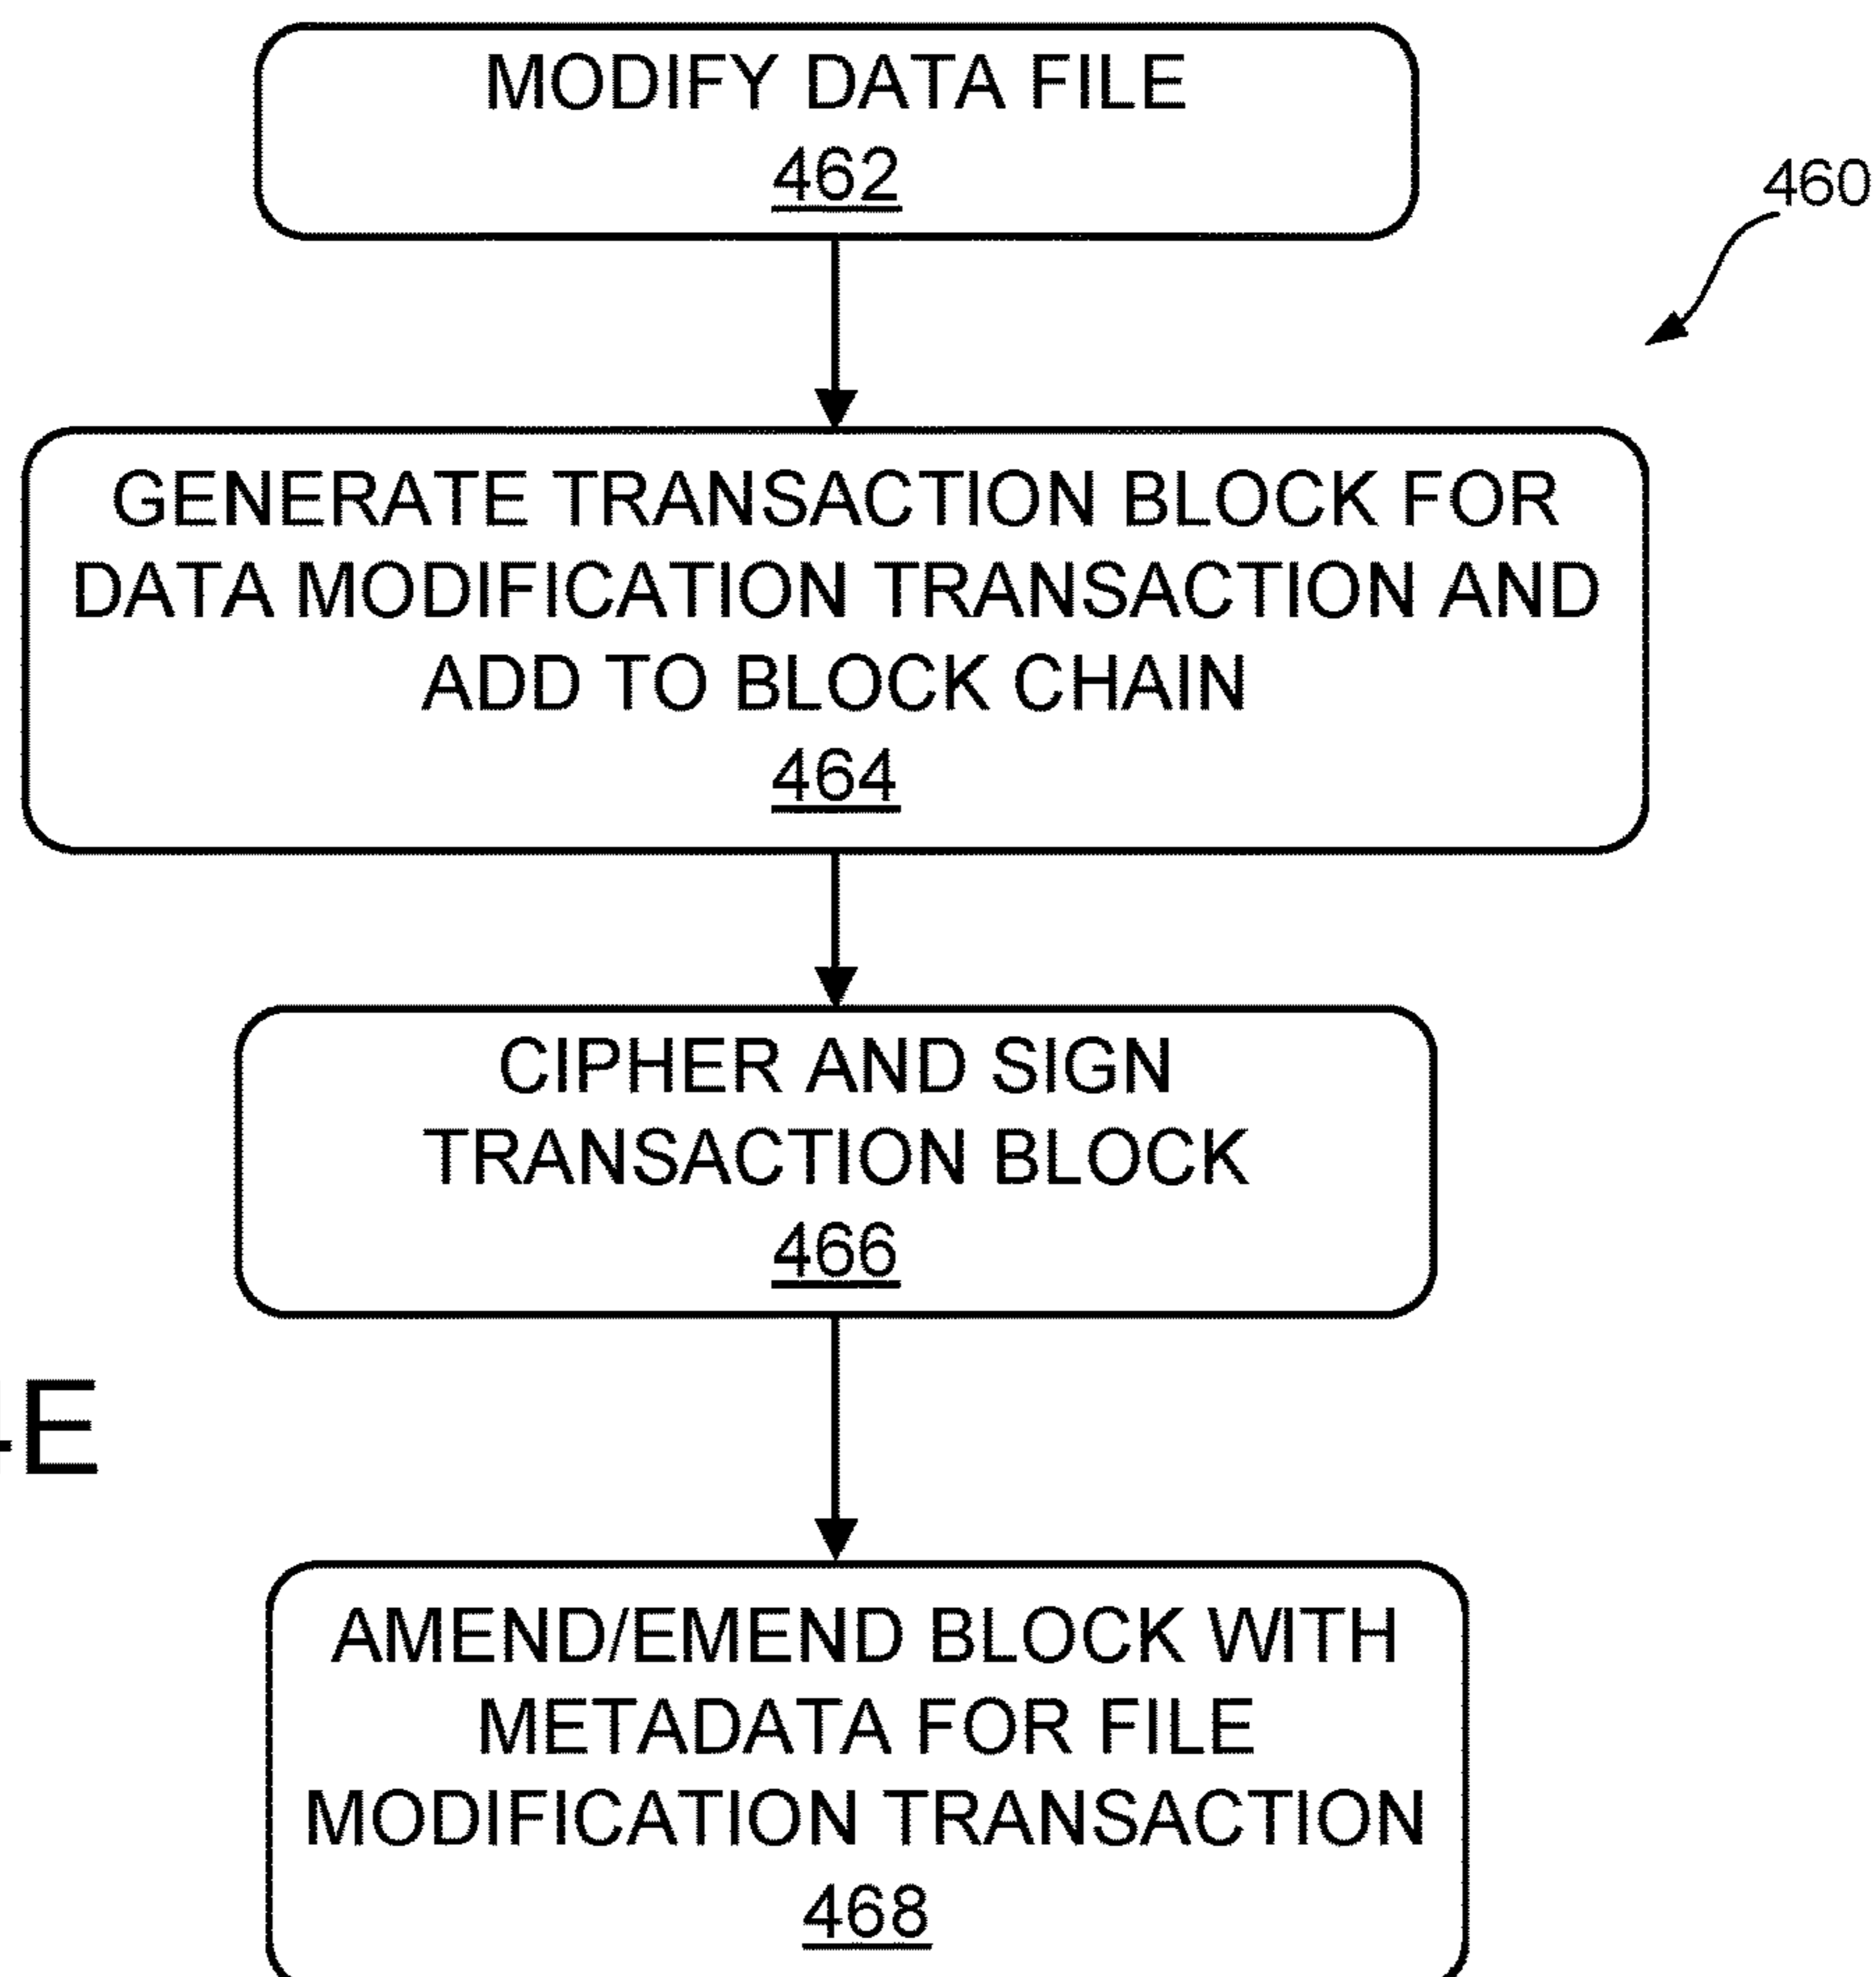 MODIFY DATA FILE
462
460
GENERATE TRANSACTION BLOCK FOR
DATA MODIFICATION TRANSACTION AND
ADD TO BLOCK CHAIN
464
CIPHER AND SIGN
TRANSACTION BLOCK
466
4E
AMEND/EMEND BLOCK WITH
METADATA FOR FILE
MODIFICATION TRANSACTION
468